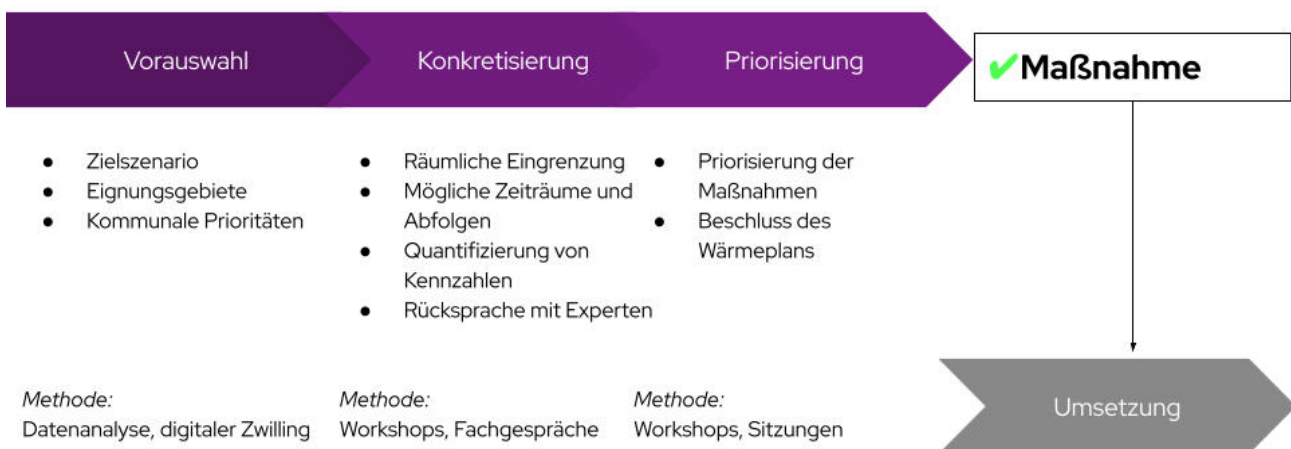 Vorauswahl
Konkretisierung
Priorisierung
✔Maßnahme
● Zielszenario
● Eignungsgebiete
● Kommunale Prioritäten
● Räumliche Eingrenzung
● Mögliche Zeiträume und
Abfolgen
● Quantifizierung von
Kennzahlen
● Rücksprache mit Experten
● Priorisierung der
Maßnahmen
● Beschluss des
Wärmeplans
Methode:
Datenanalyse, digitaler Zwilling
Methode:
Workshops, Fachgespräche
Methode:
Workshops, Sitzungen
Umsetzung